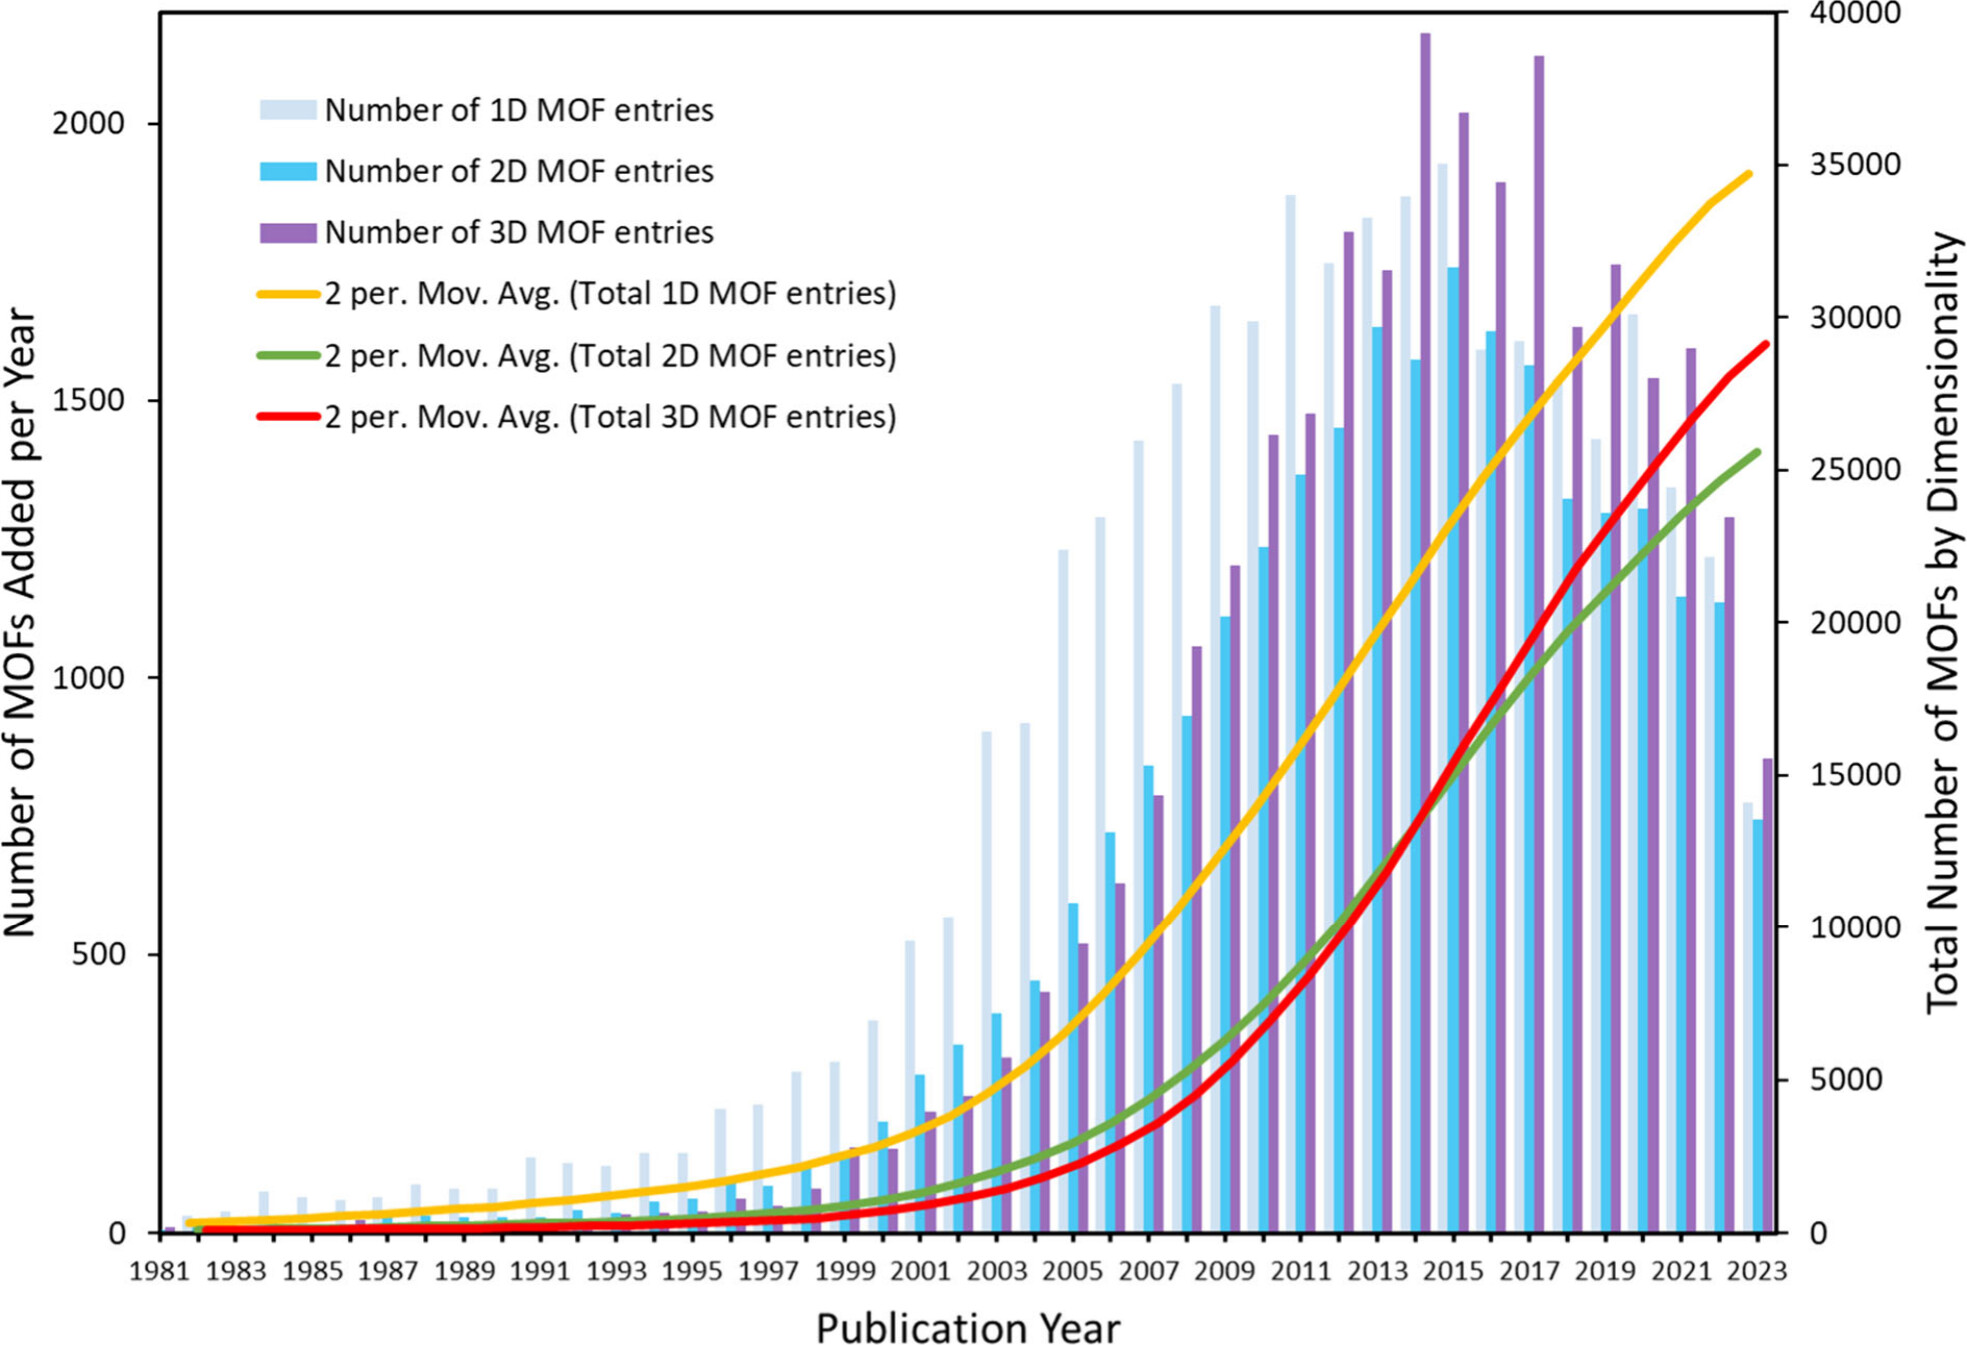 Number of MOFs Added per Year
2000
1500
1000
500
0
Number of 1D MOF entries
Number of 2D MOF entries
Number of 3D MOF entries
2 per. Mov. Avg. (Total 1D MOF entries)
2 per. Mov. Avg. (Total 2D MOF entries)
2 per. Mov. Avg. (Total 3D MOF entries)
40000
35000
30000
25000
20000
15000
10000
5000
0
Total Number of MOFs by Dimensionality
1981 1983 1985 1987 1989 1991 1993 1995 1997 1999 2001 2003 2005 2007 2009 2011 2013 2015 2017 2019 2021 2023
Publication Year